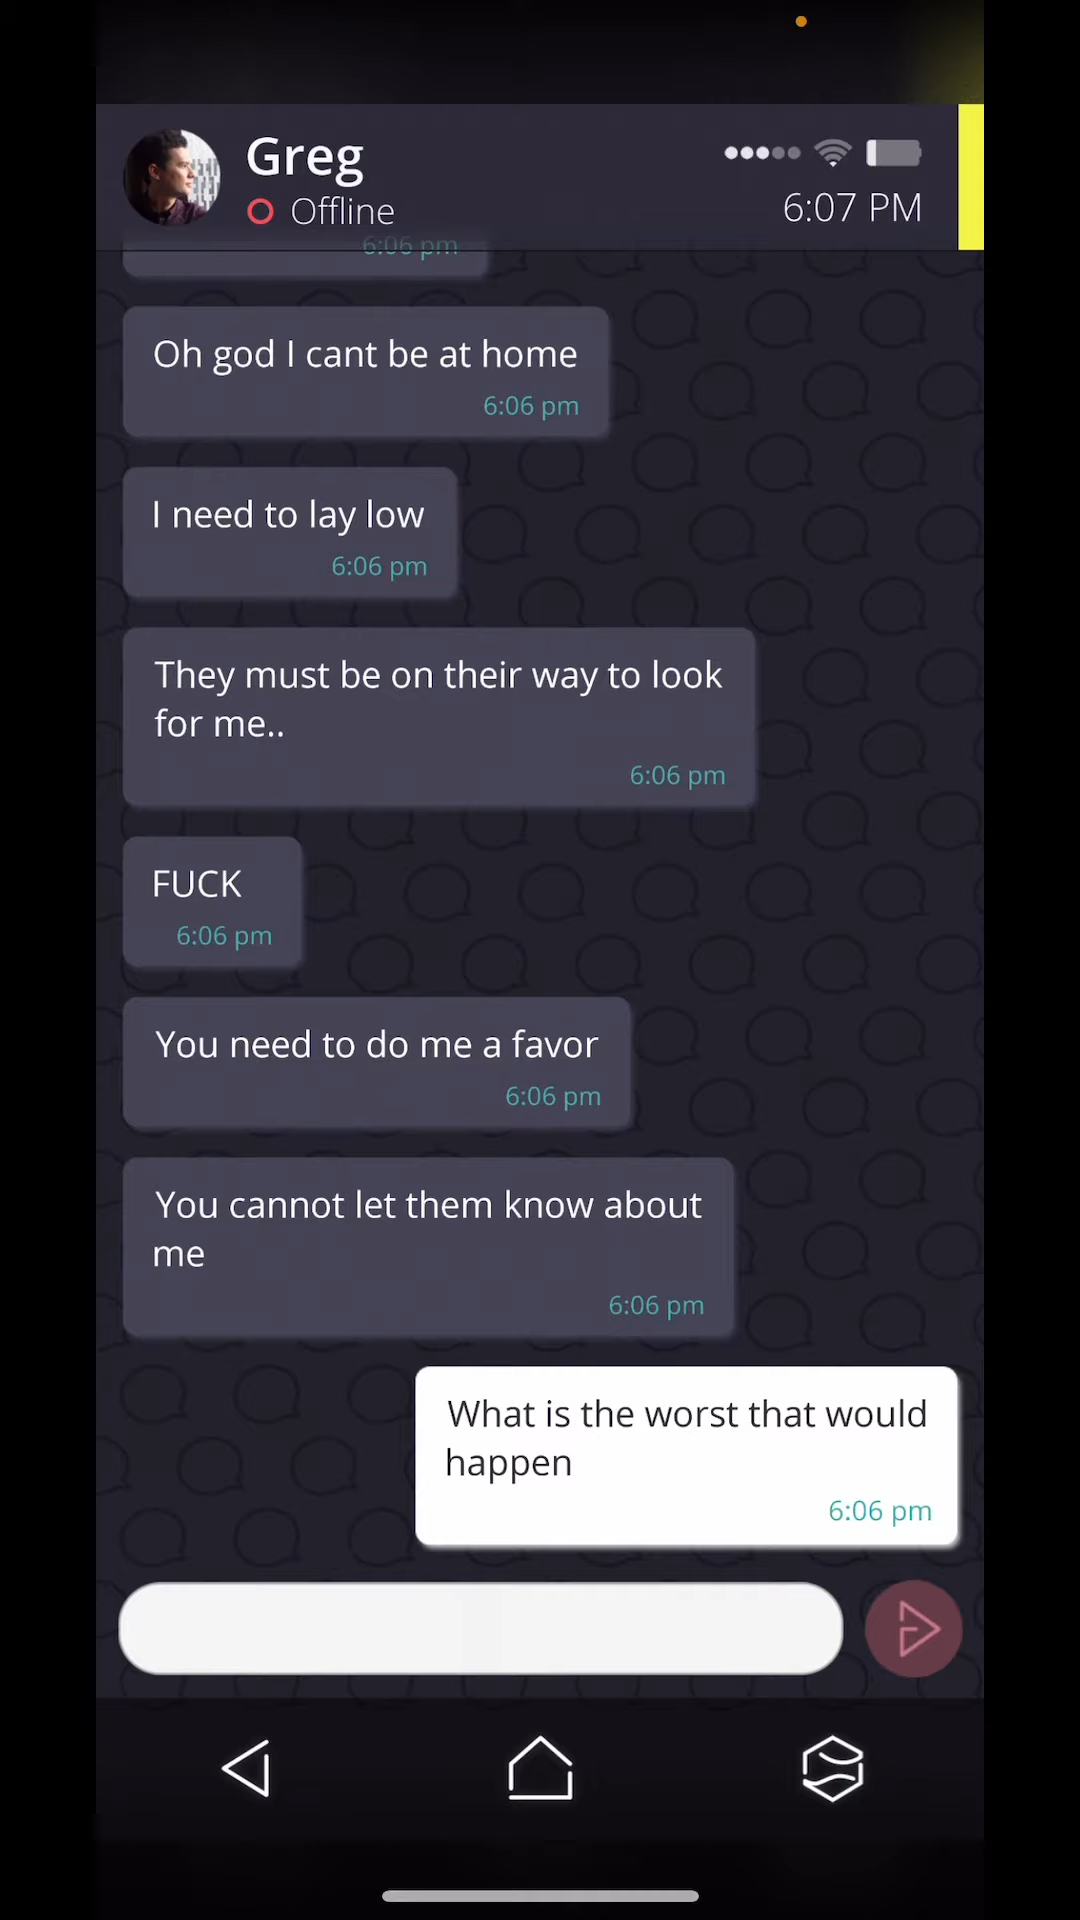 Greg
Offline
6:07 PM
6:06 pm
Oh god I cant be at home
6:06 pm
I need to lay low
6:06 pm
They must be on their way to look
for me..
6:06 pm
FUCK
6:06 pm
You need to do me a favor
6:06 pm
You cannot let them know about
me
6:06 pm
What is the worst that would
happen
6:06 pm